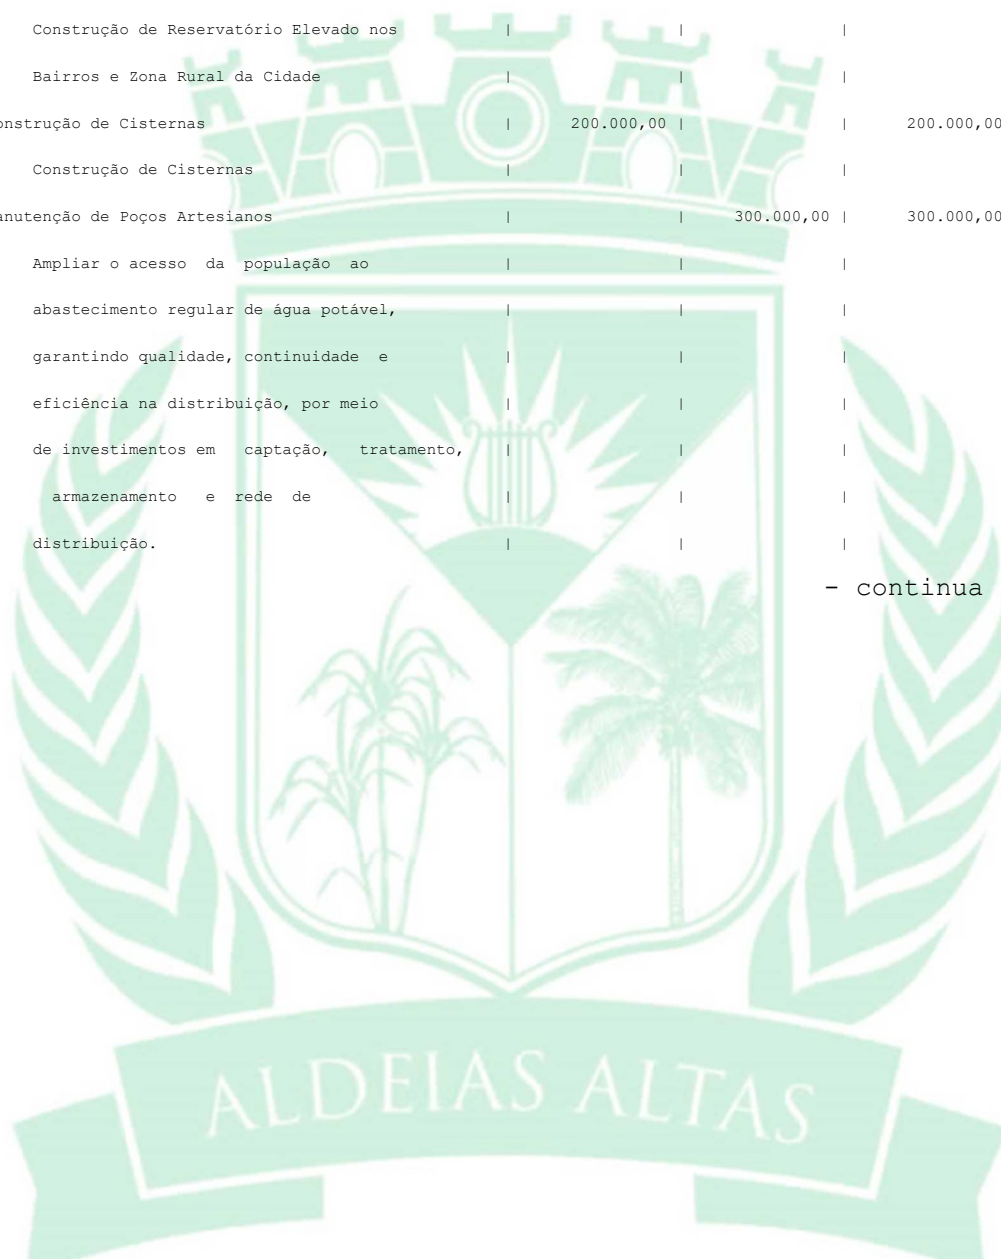 Construção de Reservatório Elevado nos | | |
Bairros e Zona Rural da Cidade | | |
onstrução de Cisternas | 200.000,00 | | 200.000,00
Construção de Cisternas | | |
anutenção de Poços Artesianos | | 300.000,00 | 300.000,00
Ampliar o acesso da população ao | | |
abastecimento regular de água potável, | | |
garantindo qualidade, continuidade e | | |
eficiência na distribuição, por meio | | |
de investimentos em captação, tratamento, | | |
armazenamento e rede de | | |
distribuição. | | |
- continua
ALDEIAS ALTAS